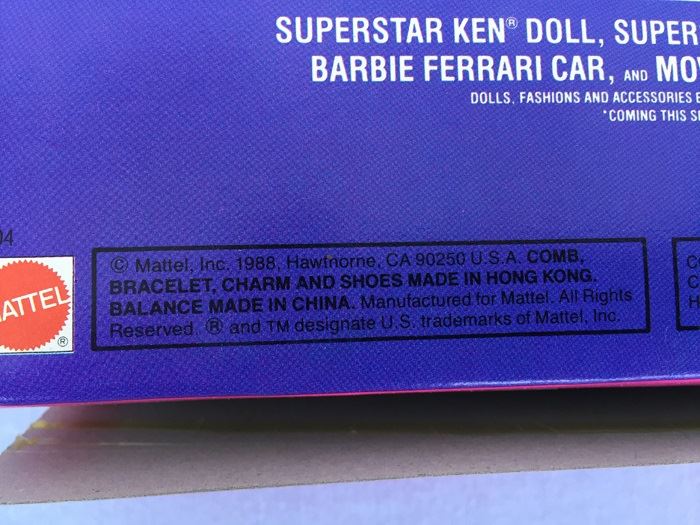 SUPERSTAR KEN® DOLL, SUPER
BARBIE FERRARI CAR, AND MO
DOLLS, FASHIONS AND ACCESSORIES
*COMING THIS
04
MATTEL
®
© Mattel, Inc. 1988, Hawthorne, CA 90250 U.S.A. COMB,
BRACELET, CHARM AND SHOES MADE IN HONG KONG.
BALANCE MADE IN CHINA. Manufactured for Mattel. All Rights
Reserved. ® and TM designate U.S. trademarks of Mattel, Inc.